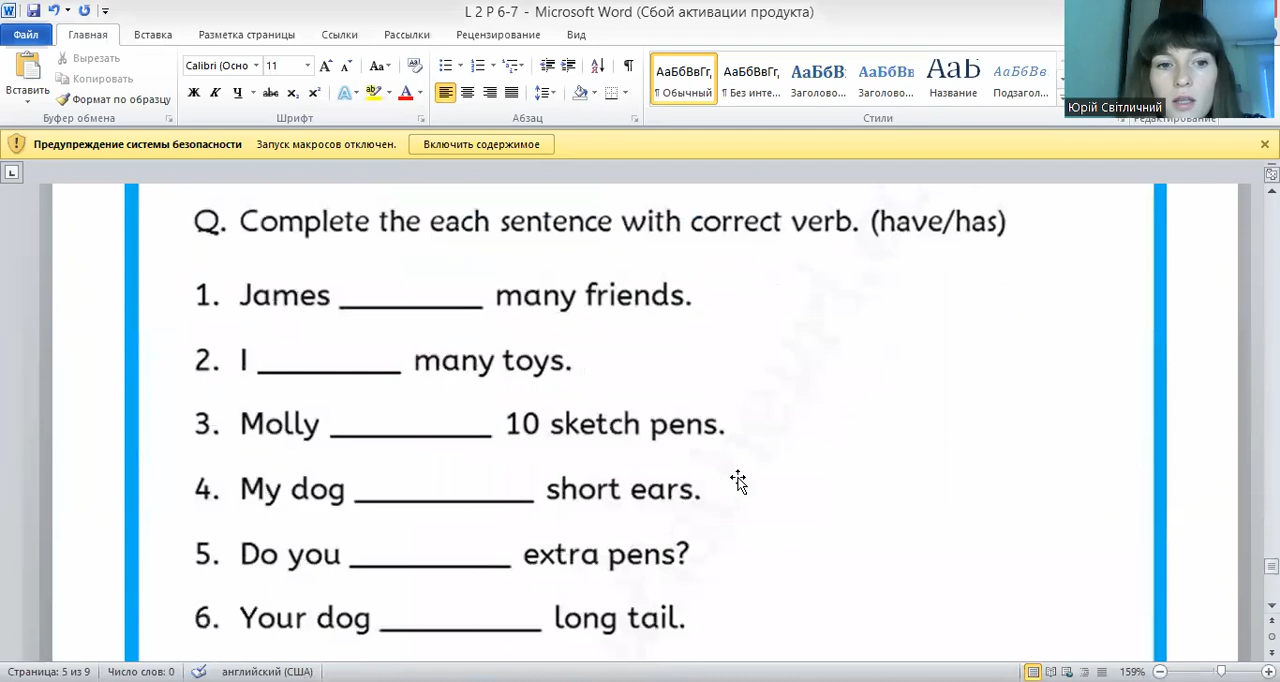 L 2 P 6-7 - Microsoft Word (Сбой активации продукта)
Файл Главная Вставка Разметка страницы Ссылки Рассылки Рецензирование Вид
Вставить
Вырезать
Копировать
Формат по образцу
Буфер обмена
Calibri (Осно 11
Шрифт
Абзац
АаБбВвГг, АаБбВвГг, АаБбВ: АаБбВв АаБ АаБбВв
¶ Обычный ¶ Без инте... Заголово... Заголово... Название Подзагол...
Стили
Редактирование
Юрій Світличний
Предупреждение системы безопасности Запуск макросов отключен. Включить содержимое
Q. Complete the each sentence with correct verb. (have/has)
1. James __________ many friends.
2. I __________ many toys.
3. Molly __________ 10 sketch pens.
4. My dog __________ short ears.
5. Do you __________ extra pens?
6. Your dog __________ long tail.
Страница: 5 из 9 Число слов: 0 английский (США) 159%